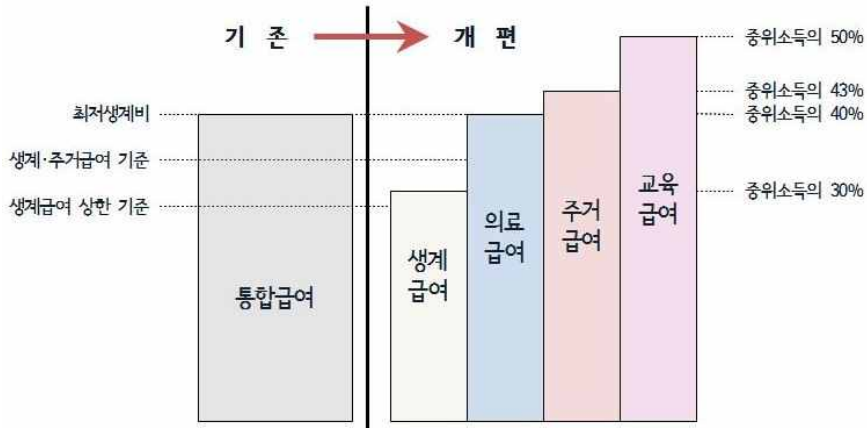 기 존
개 편
최저생계비
생계·주거급여 기준
생계급여 상한 기준
통합급여
생계
급여
의료
급여
주거
급여
교육
급여
중위소득의 50%
중위소득의 43%
중위소득의 40%
중위소득의 30%